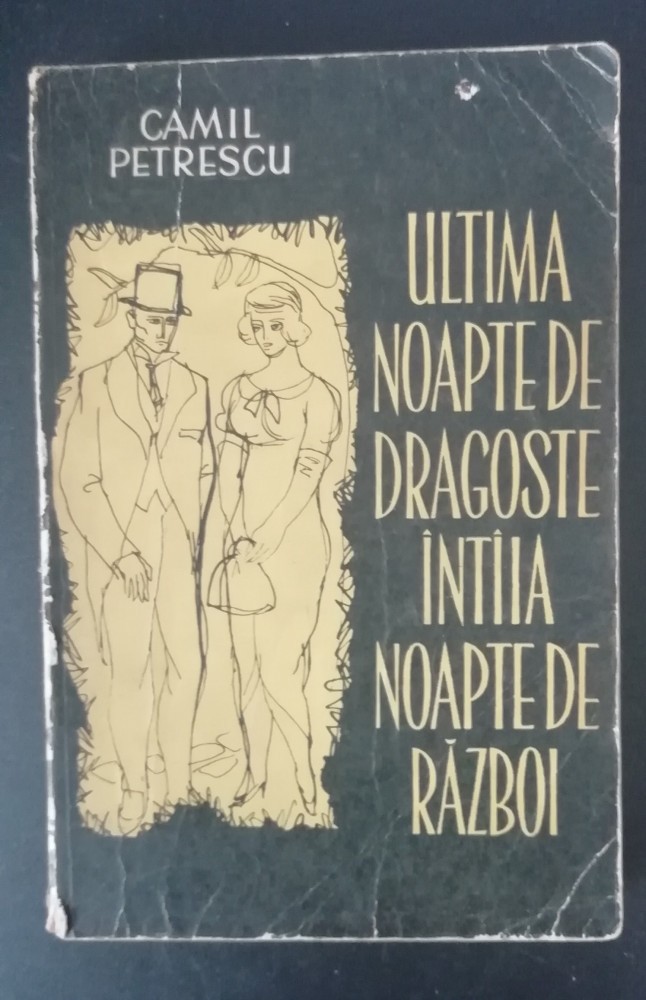 CAMIL
PETRESCU
ULTIMA
NOAPTE DE
DRAGOSTE
ÎNTÎIA
NOAPTE DE
RĂZBOI